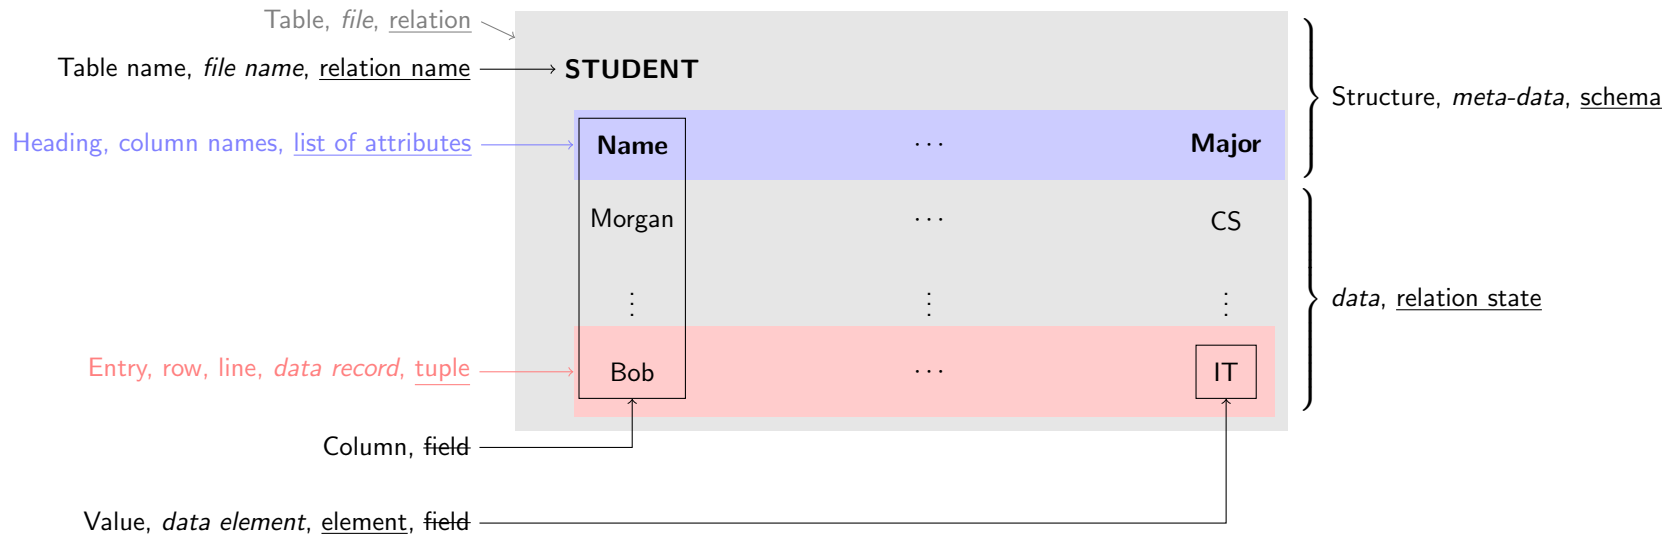 Table, file, relation
Table name, file name, relation name
STUDENT
Structure, meta-data, schema
Heading, column names, list of attributes
Name ⋯ Major
Morgan ⋯ CS
⋮ ⋮ ⋮
data, relation state
Entry, row, line, data record, tuple
Bob ⋯ IT
Column, field
Value, data element, element, field